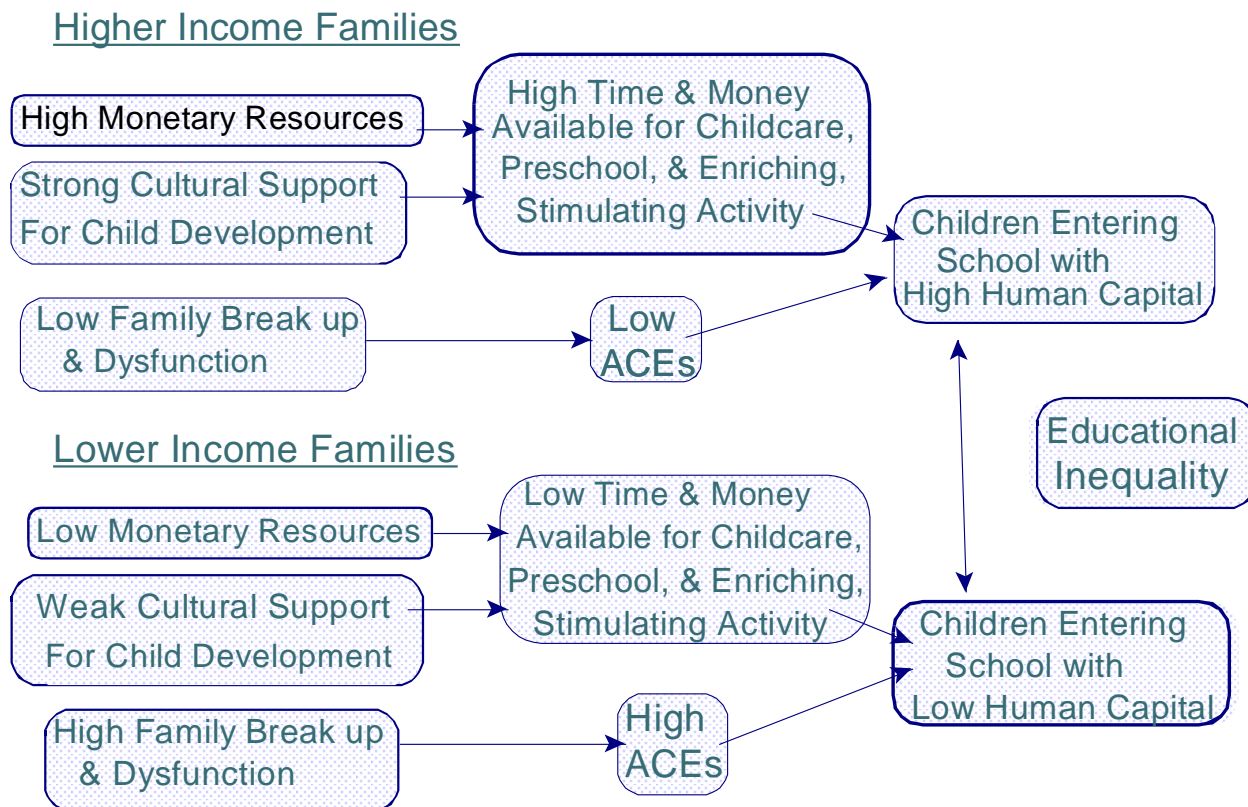 Higher Income Families
High Monetary Resources
Strong Cultural Support
For Child Development
High Time & Money
Available for Childcare,
Preschool, & Enriching,
Stimulating Activity
Low Family Break up
& Dysfunction
Low
ACEs
Children Entering
School with
High Human Capital
Educational
Inequality
Lower Income Families
Low Monetary Resources
Weak Cultural Support
For Child Development
Low Time & Money
Available for Childcare,
Preschool, & Enriching,
Stimulating Activity
High Family Break up
& Dysfunction
High
ACEs
Children Entering
School with
Low Human Capital